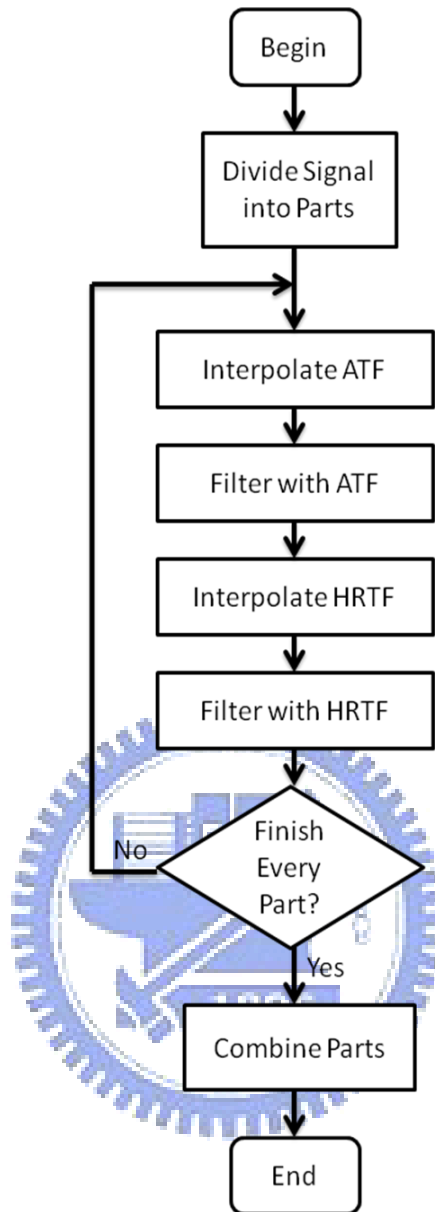 Begin
Divide Signal
into Parts
Interpolate ATF
Filter with ATF
Interpolate HRTF
Filter with HRTF
Finish
Every
Part?
No
Yes
Combine Parts
End